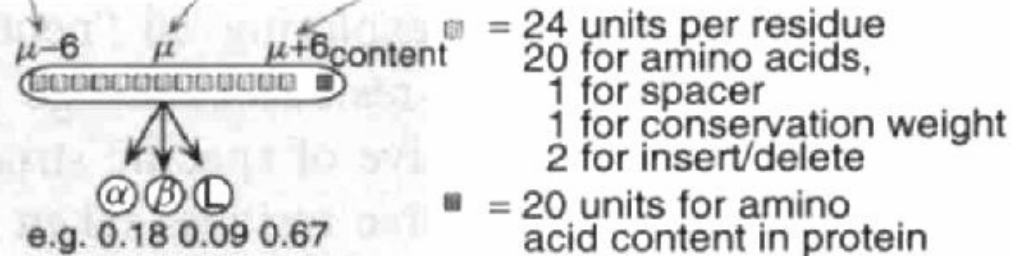 μ−6 μ μ+6 content
α β L
e.g. 0.18 0.09 0.67
= 24 units per residue
20 for amino acids,
1 for spacer
1 for conservation weight
2 for insert/delete
= 20 units for amino
acid content in protein